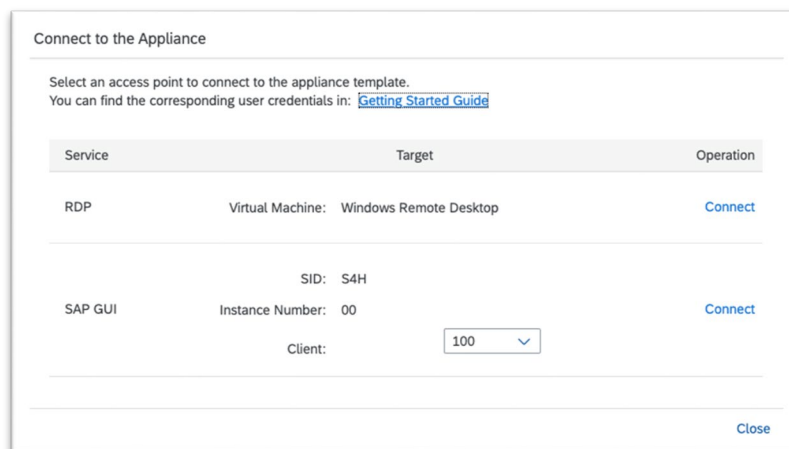 Connect to the Appliance
Select an access point to connect to the appliance template.
You can find the corresponding user credentials in: Getting Started Guide
Service Target Operation
RDP Virtual Machine: Windows Remote Desktop Connect
SID: S4H
SAP GUI Instance Number: 00 Connect
Client: 100
Close